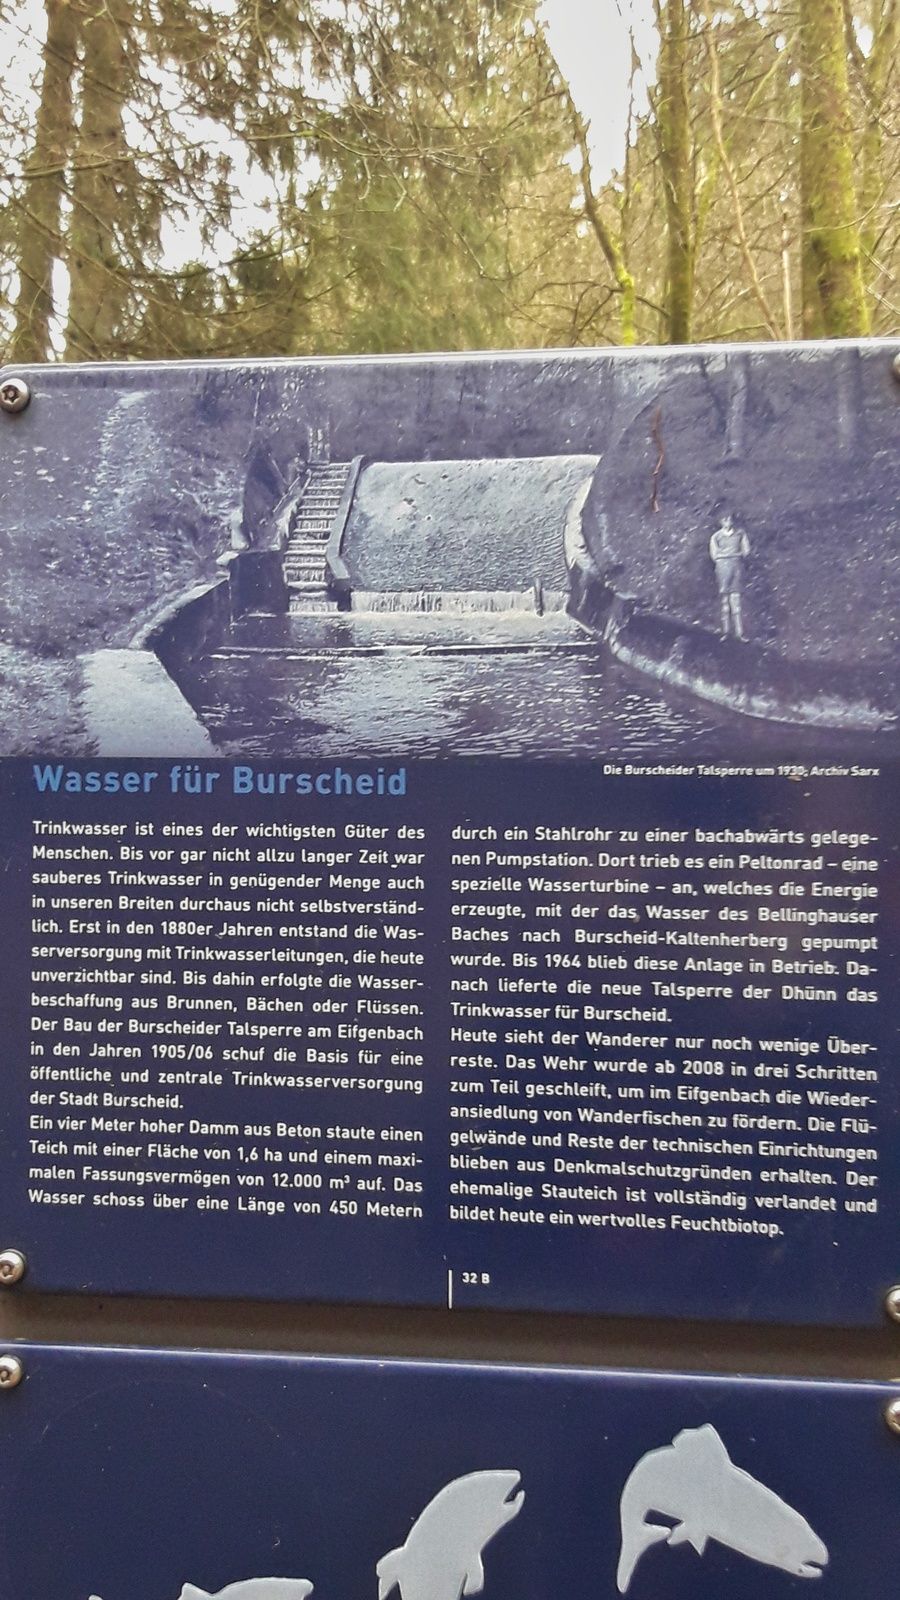 Die Burscheider Talsperre um 1930; Archiv Sarx
Wasser für Burscheid
Trinkwasser ist eines der wichtigsten Güter des
Menschen. Bis vor gar nicht allzu langer Zeit war
sauberes Trinkwasser in genügender Menge auch
in unseren Breiten durchaus nicht selbstverständ-
lich. Erst in den 1880er Jahren entstand die Was-
serversorgung mit Trinkwasserleitungen, die heute
unverzichtbar sind. Bis dahin erfolgte die Wasser-
beschaffung aus Brunnen, Bächen oder Flüssen.
Der Bau der Burscheider Talsperre am Eifgenbach
in den Jahren 1905/06 schuf die Basis für eine
öffentliche und zentrale Trinkwasserversorgung
der Stadt Burscheid.
Ein vier Meter hoher Damm aus Beton staute einen
Teich mit einer Fläche von 1,6 ha und einem maxi-
malen Fassungsvermögen von 12.000 m³ auf. Das
Wasser schoss über eine Länge von 450 Metern
durch ein Stahlrohr zu einer bachabwärts gelege-
nen Pumpstation. Dort trieb es ein Peltonrad – eine
spezielle Wasserturbine – an, welches die Energie
erzeugte, mit der das Wasser des Bellinghauser
Baches nach Burscheid-Kaltenherberg gepumpt
wurde. Bis 1964 blieb diese Anlage in Betrieb. Da-
nach lieferte die neue Talsperre der Dhünn das
Trinkwasser für Burscheid.
Heute sieht der Wanderer nur noch wenige Über-
reste. Das Wehr wurde ab 2008 in drei Schritten
zum Teil geschleift, um im Eifgenbach die Wieder-
ansiedlung von Wanderfischen zu fördern. Die Flü-
gelwände und Reste der technischen Einrichtungen
blieben aus Denkmalschutzgründen erhalten. Der
ehemalige Stauteich ist vollständig verlandet und
bildet heute ein wertvolles Feuchtbiotop.
32 B